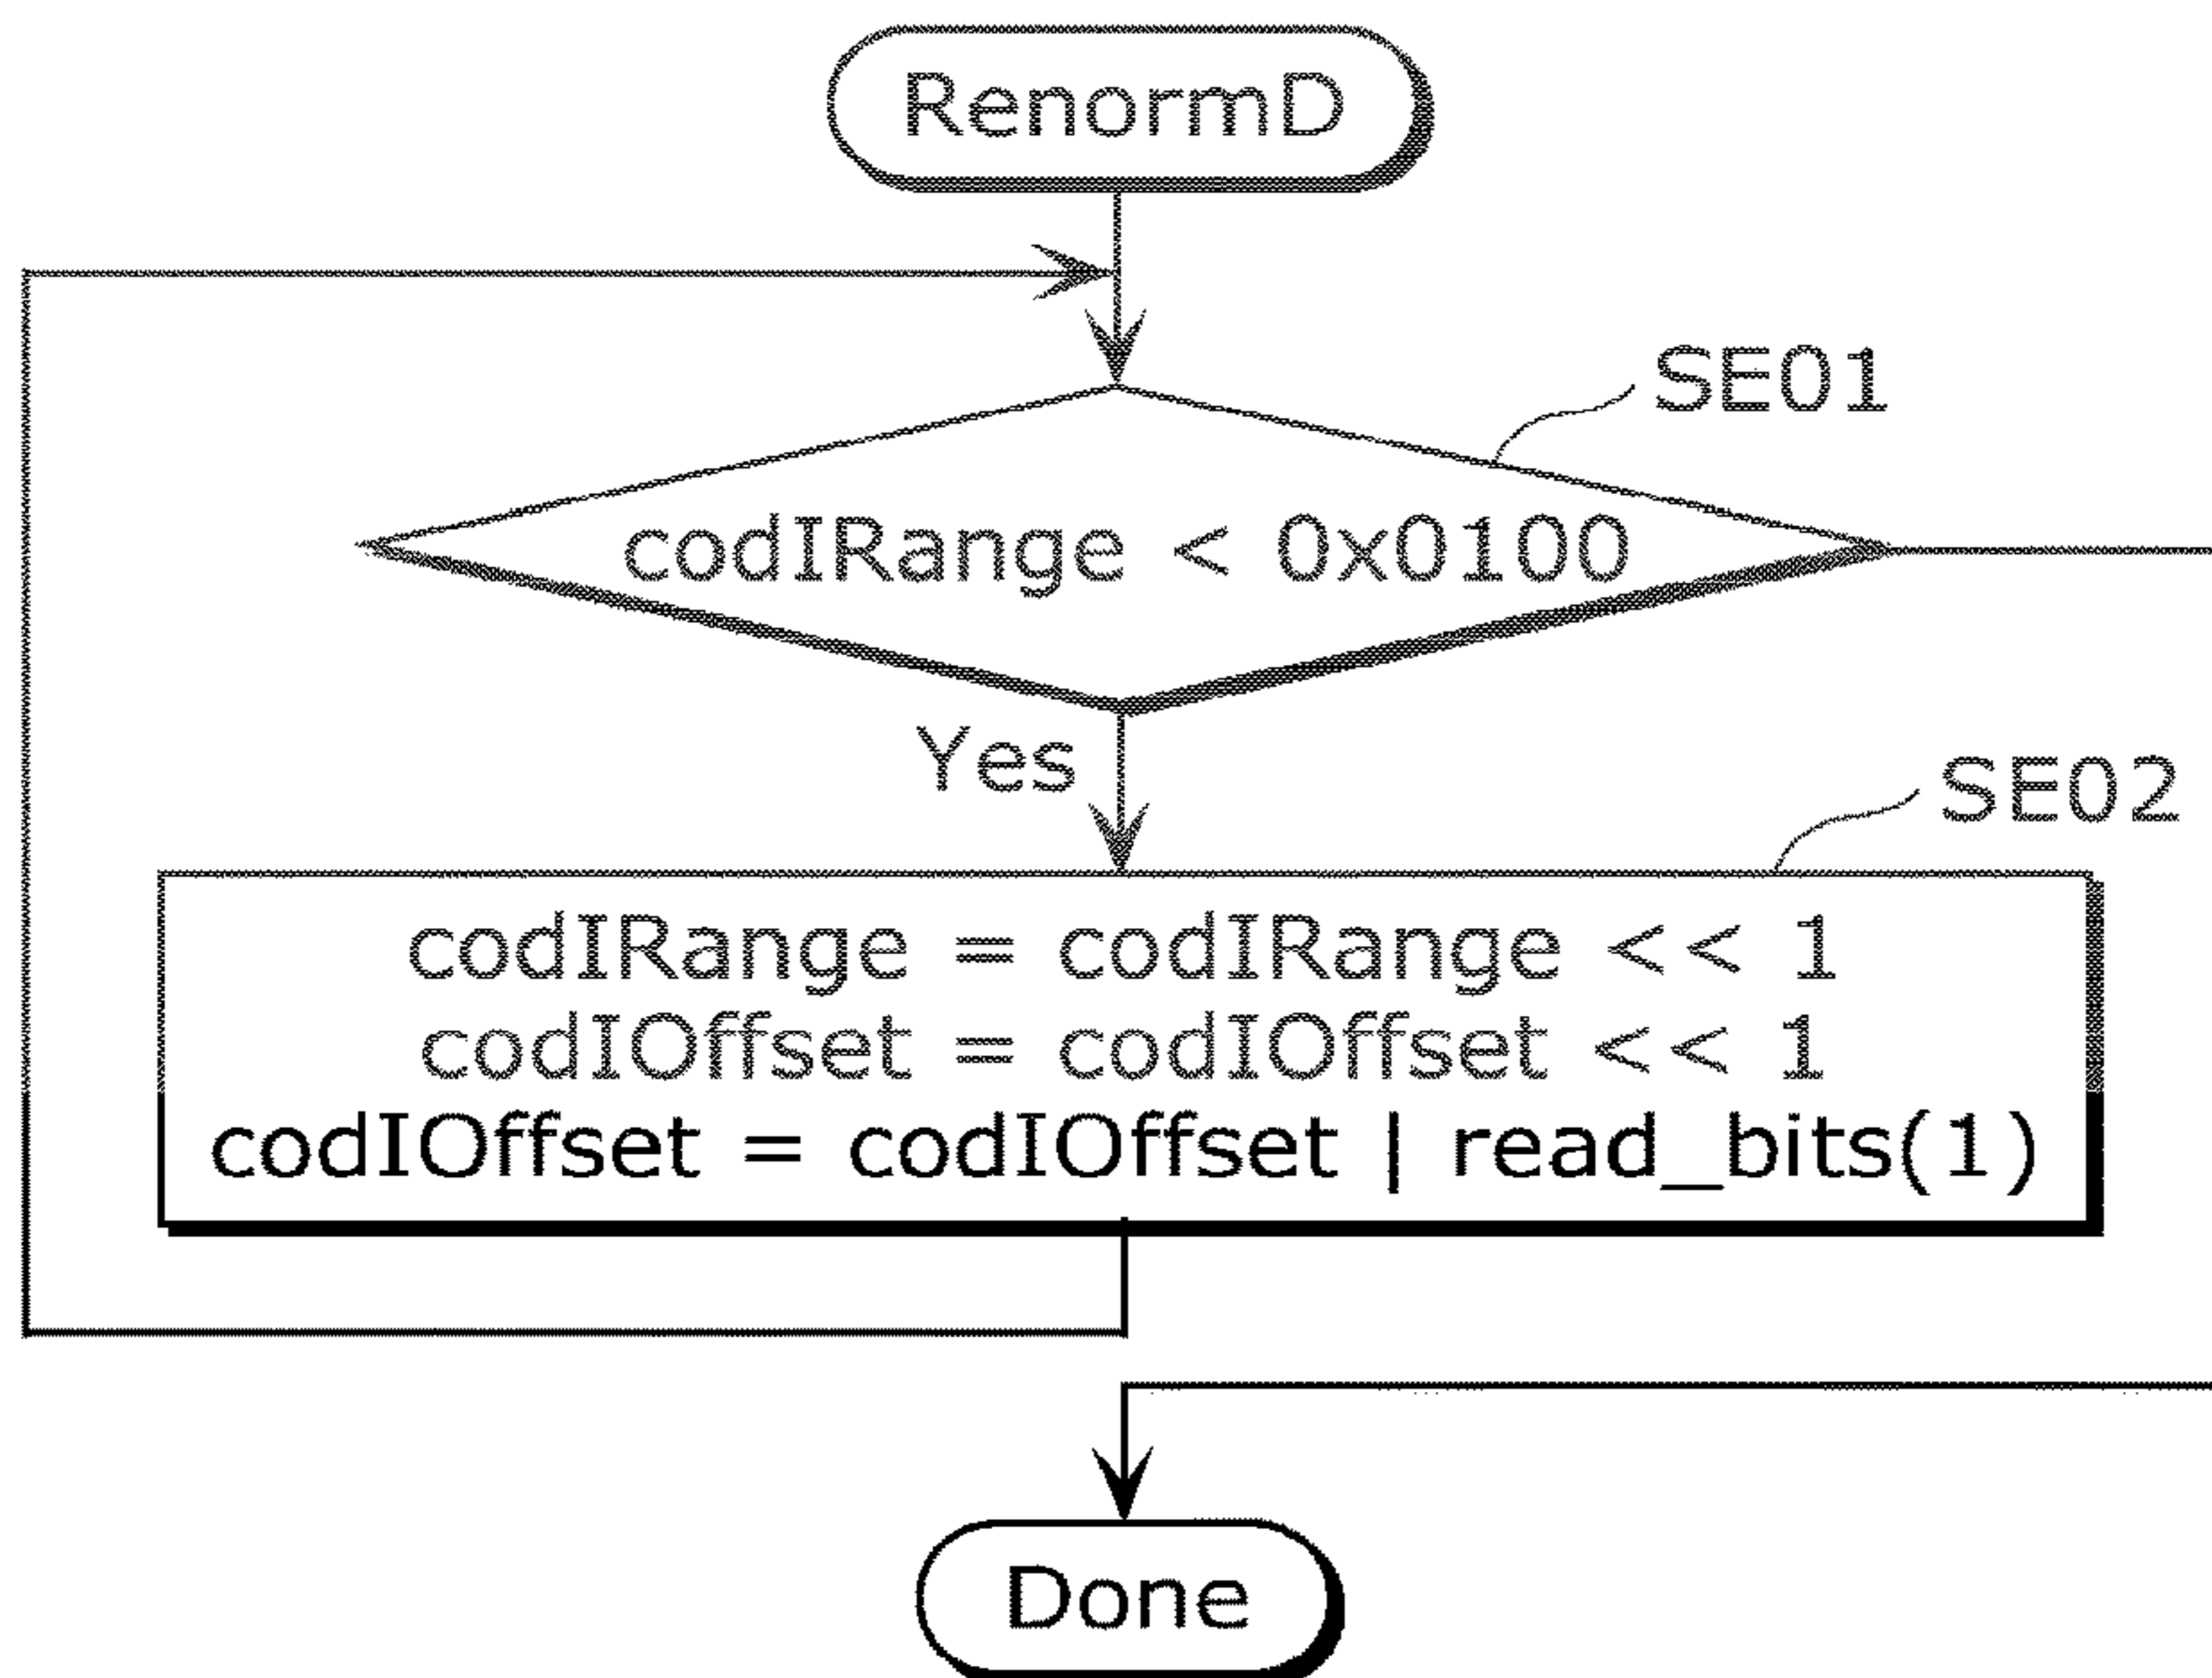 RenormD
SE01
codIRange < 0x0100
Yes
SE02
codIRange = codIRange << 1
codIOffset = codIOffset << 1
codIOffset = codIOffset | read_bits(1)
Done